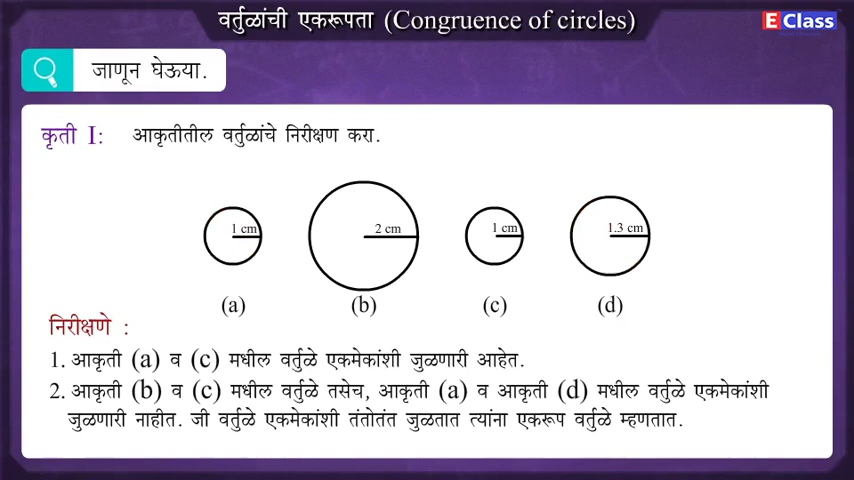 वर्तुळांची एकरूपता (Congruence of circles)
E Class
जाणून घेऊया.
कृती I: आकृतीतील वर्तुळांचे निरीक्षण करा.
1 cm 2 cm 1 cm 1.3 cm
(a) (b) (c) (d)
निरीक्षणे :
1. आकृती (a) व (c) मधील वर्तुळे एकमेकांशी जुळणारी आहेत.
2. आकृती (b) व (c) मधील वर्तुळे तसेच, आकृती (a) व आकृती (d) मधील वर्तुळे एकमेकांशी
जुळणारी नाहीत. जी वर्तुळे एकमेकांशी तंतोतंत जुळतात त्यांना एकरूप वर्तुळे म्हणतात.